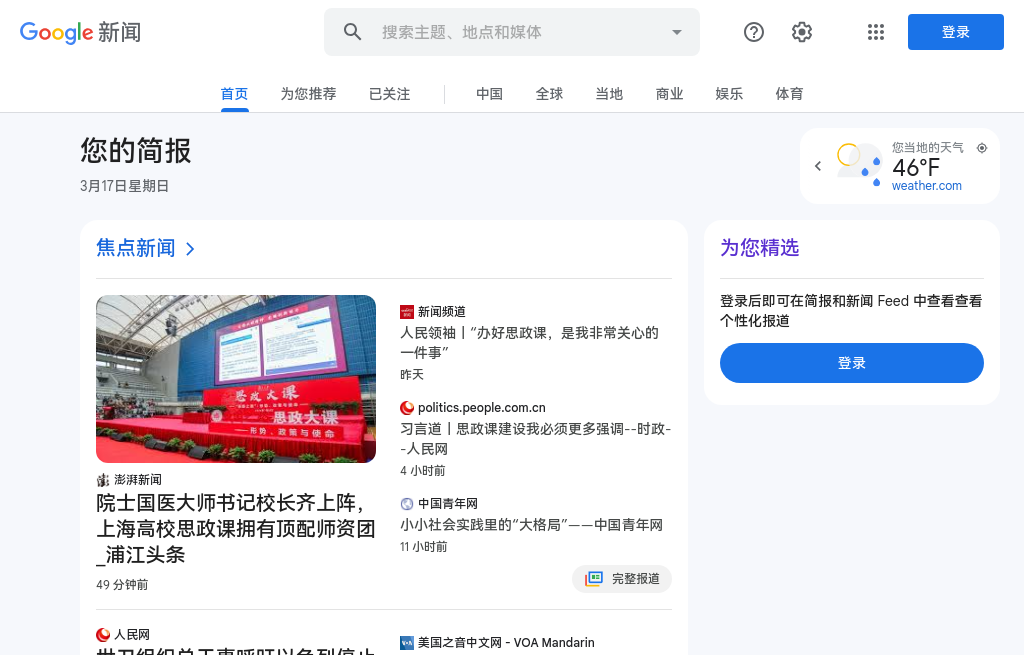 Google 新闻
搜索主题、地点和媒体
登录
首页
为您推荐
已关注
中国
全球
当地
商业
娱乐
体育
您的简报
3月17日星期日
您当地的天气
46°F
weather.com
焦点新闻
思政大课
思政大课
形势、政策与使命
澎湃新闻
院士国医大师书记校长齐上阵，
上海高校思政课拥有顶配师资团
_浦江头条
49 分钟前
新闻频道
人民领袖丨“办好思政课，是我非常关心的
一件事”
昨天
politics.people.com.cn
习言道丨思政课建设我必须更多强调--时政-
-人民网
4 小时前
中国青年网
小小社会实践里的“大格局”——中国青年网
11 小时前
完整报道
人民网
美国之音中文网 - VOA Mandarin
为您精选
登录后即可在简报和新闻 Feed 中查看查看
个性化报道
登录